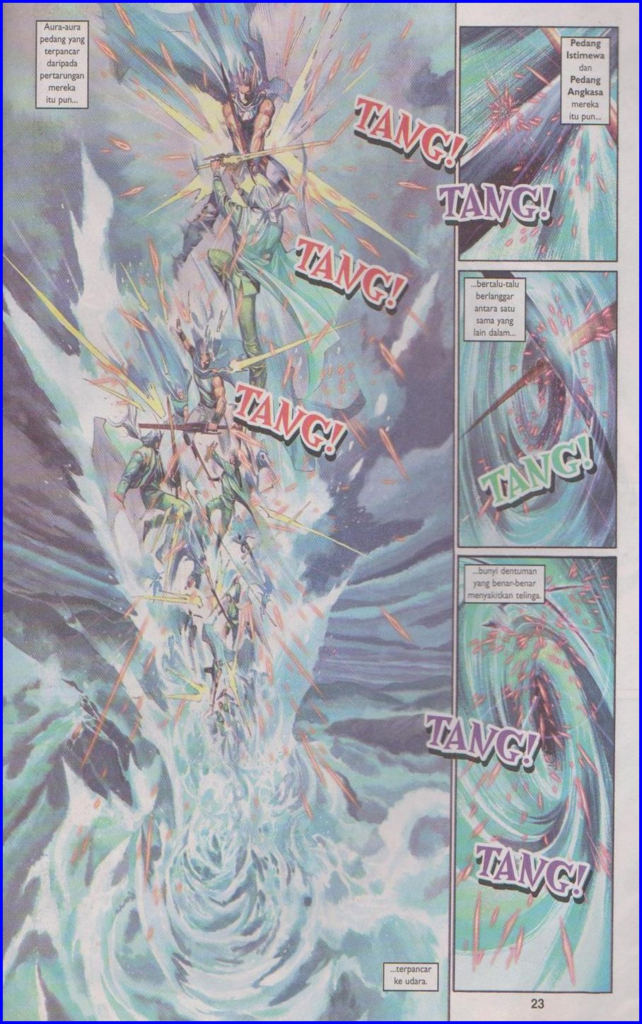 Aura-aura
pedang yang
terpancar
daripada
pertarungan
mereka
itu pun...
TANG!
TANG!
TANG!
...terpancar
ke udara.
Pedang
Istimewa
dan
Pedang
Angkasa
mereka
itu pun...
TANG!
...bertalu-talu
berlanggar
antara satu
sama yang
lain dalam...
TANG!
...bunyi dentuman
yang benar-benar
menyakitkan telinga.
TANG!
TANG!
23